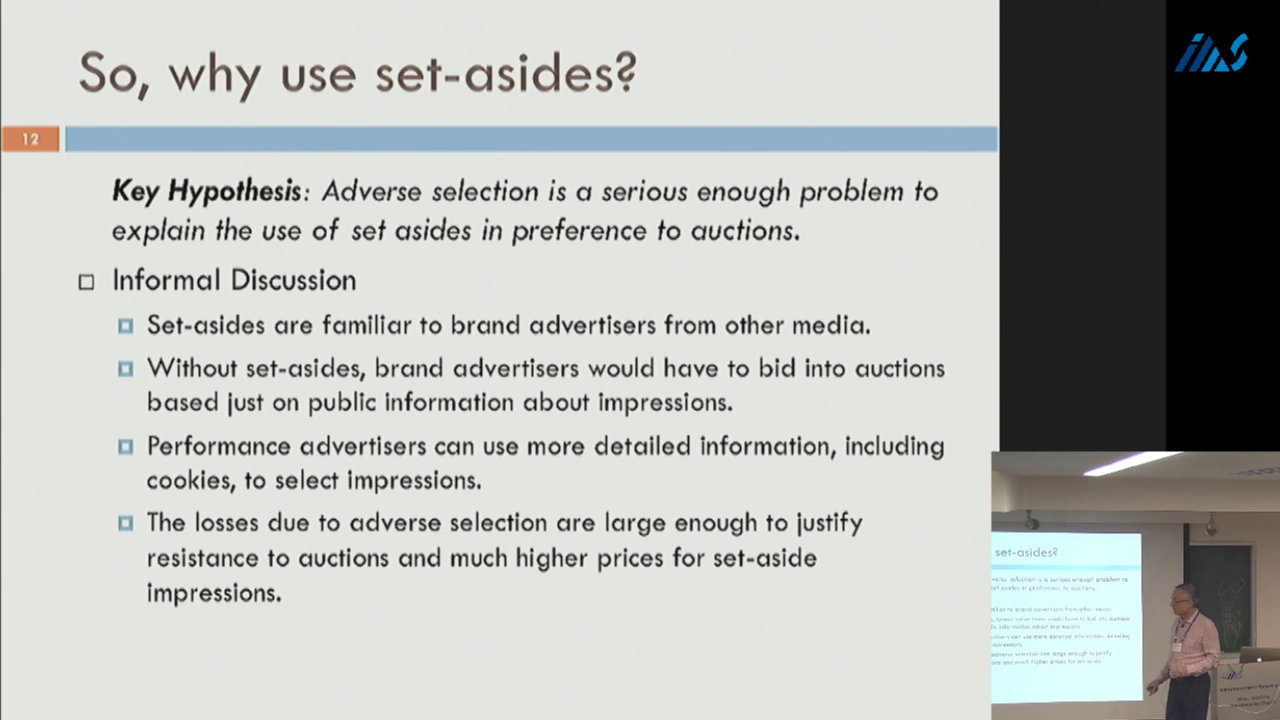 So, why use set-asides?
12
Key Hypothesis: Adverse selection is a serious enough problem to
explain the use of set asides in preference to auctions.
Informal Discussion
Set-asides are familiar to brand advertisers from other media.
Without set-asides, brand advertisers would have to bid into auctions
based just on public information about impressions.
Performance advertisers can use more detailed information, including
cookies, to select impressions.
The losses due to adverse selection are large enough to justify
resistance to auctions and much higher prices for set-aside
impressions.
ims
set-asides?